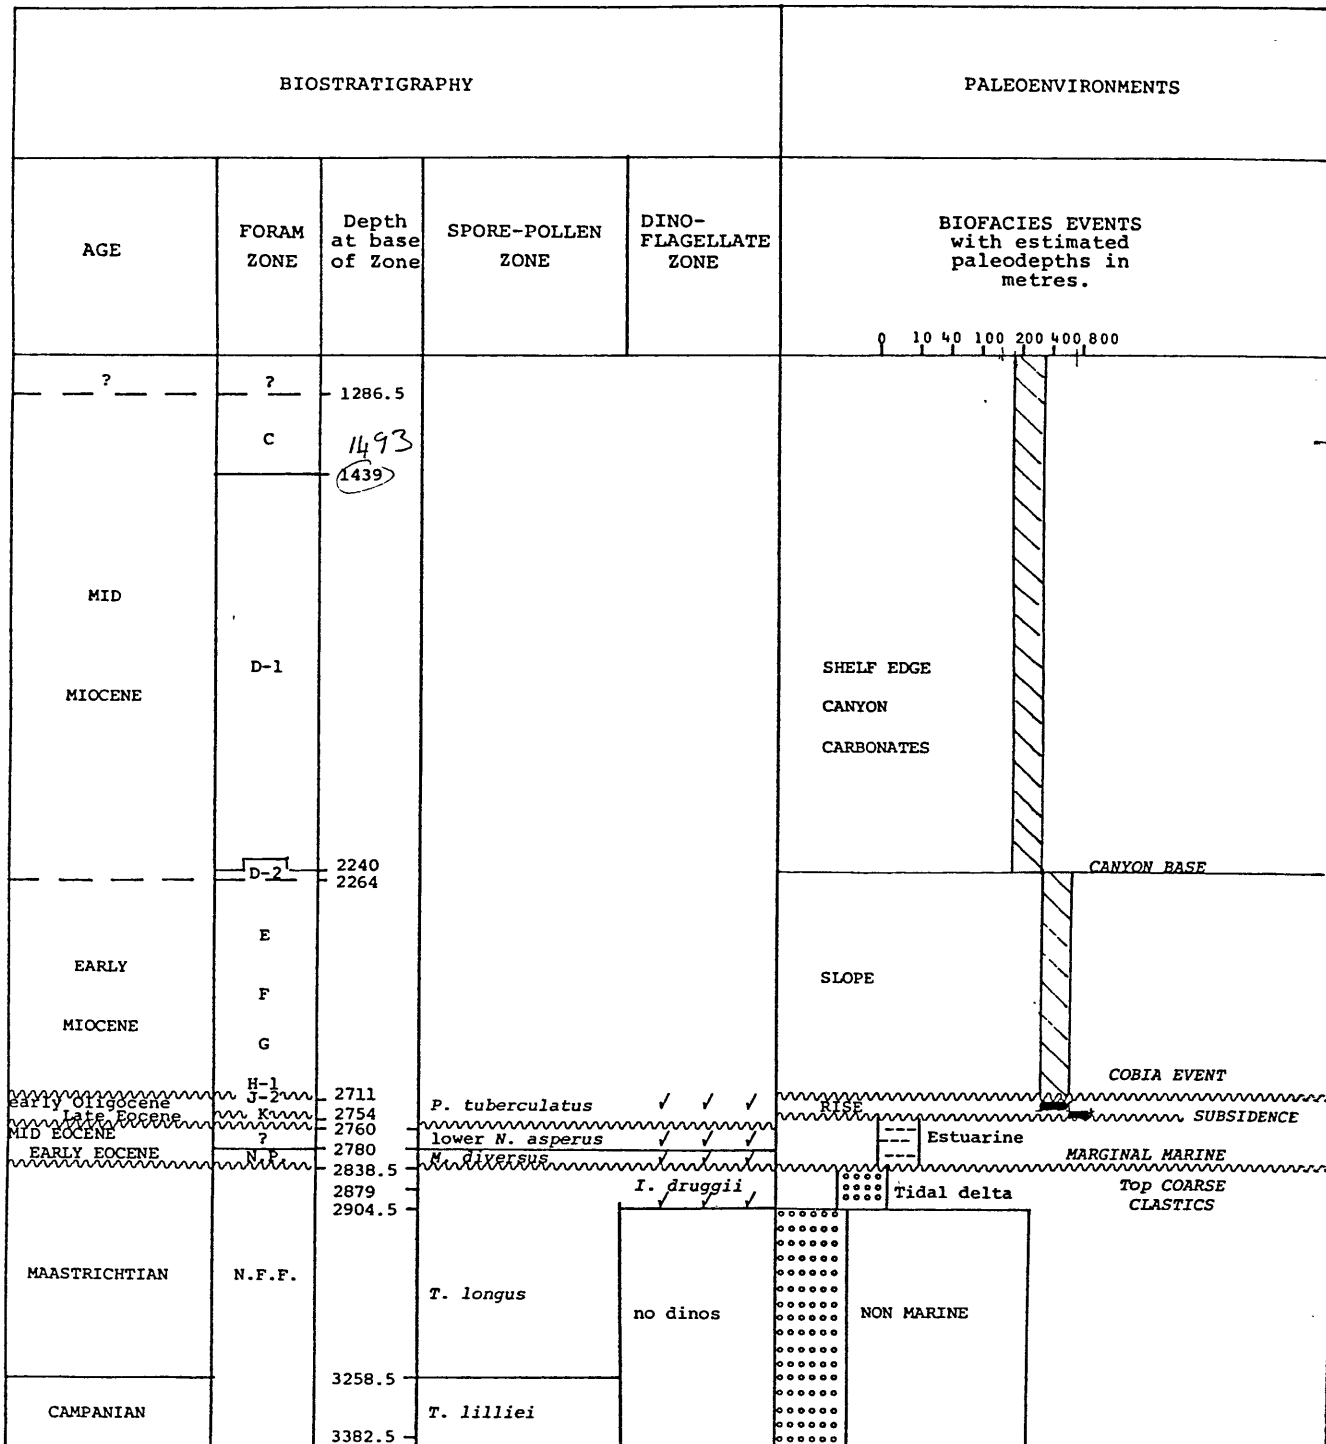 BIOSTRATIGRAPHY
PALEOENVIRONMENTS
AGE
FORAM
ZONE
Depth
at base
of Zone
SPORE-POLLEN
ZONE
DINO-
FLAGELLATE
ZONE
BIOFACIES EVENTS
with estimated
paleodepths in
metres.
0 10 40 100 200 400 800
? ? 1286.5
C 1493
1439
MID
MIOCENE
D-1
SHELF EDGE
CANYON
CARBONATES
2240 CANYON BASE
D-2 2264
E
EARLY
MIOCENE
F
SLOPE
G
H-1 COBIA EVENT
early Oligocene J-2 2711 P. tuberculatus ✓ ✓ ✓ RISE
Late Eocene K 2754 SUBSIDENCE
MID EOCENE ? 2760 lower N. asperus ✓ ✓ ✓ Estuarine
EARLY EOCENE N.P. 2780 M. diversus ✓ ✓ ✓ MARGINAL MARINE
2838.5
2879 I. druggii Tidal delta Top COARSE
2904.5 ✓ ✓ ✓ CLASTICS
MAASTRICHTIAN N.F.F. T. longus no dinos NON MARINE
3258.5
CAMPANIAN T. lilliei
3382.5